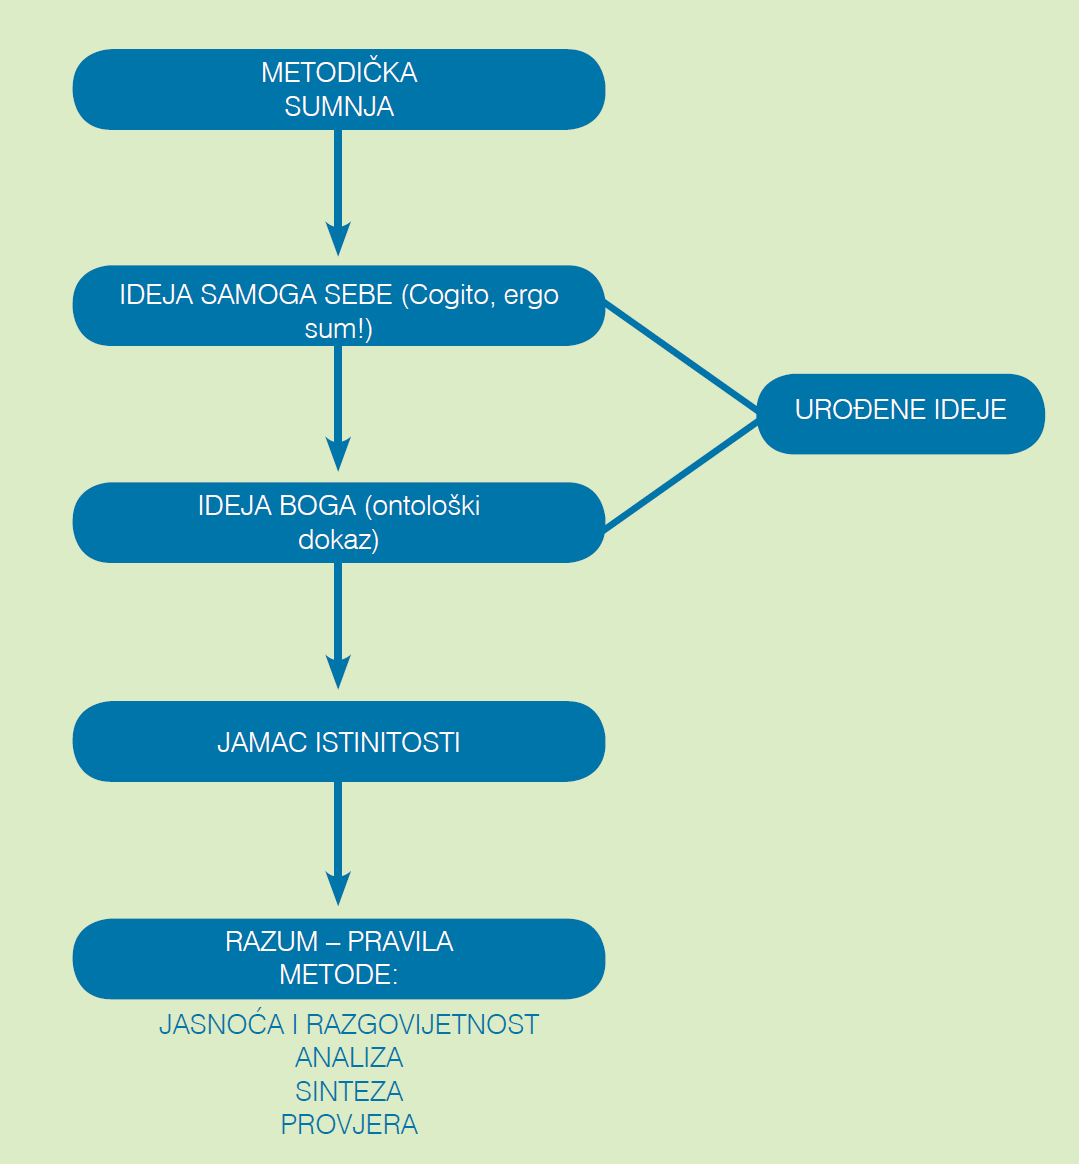 METODIČKA
SUMNJA
IDEJA SAMOGA SEBE (Cogito, ergo
sum!)
UROĐENE IDEJE
IDEJA BOGA (ontološki
dokaz)
JAMAC ISTINITOSTI
RAZUM – PRAVILA
METODE:
JASNOĆA I RAZGOVIJETNOST
ANALIZA
SINTEZA
PROVJERA